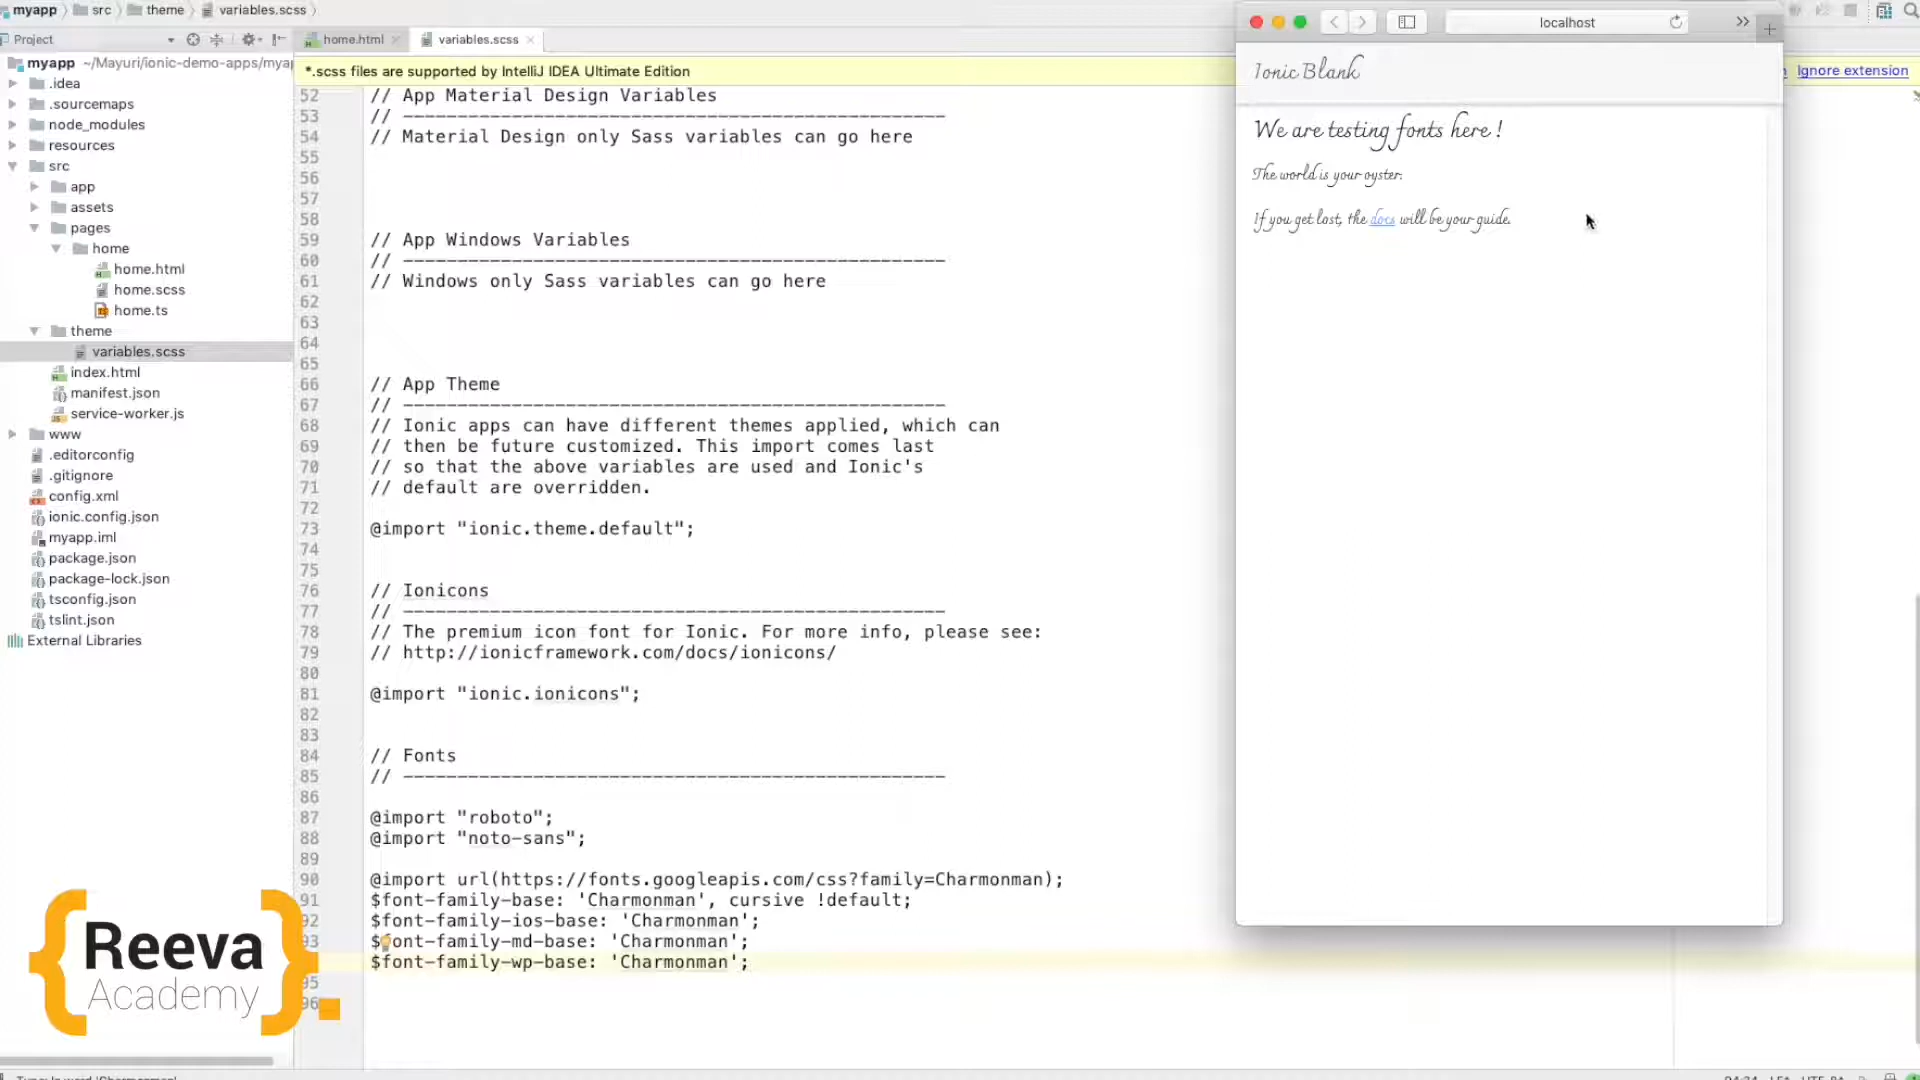 myapp src theme variables.scss
Project
home.html variables.scss
myapp ~/Mayuri/ionic-demo-apps/myap
.idea
.sourcemaps
node_modules
resources
src
app
assets
pages
home
home.html
home.scss
home.ts
theme
variables.scss
index.html
manifest.json
service-worker.js
www
.editorconfig
.gitignore
config.xml
ionic.config.json
myapp.iml
package.json
package-lock.json
tsconfig.json
tslint.json
External Libraries
*.scss files are supported by IntelliJ IDEA Ultimate Edition
Ignore extension
52 // App Material Design Variables
53 // --------------------------------------------------
54 // Material Design only Sass variables can go here
55
56
57
58
59 // App Windows Variables
60 // --------------------------------------------------
61 // Windows only Sass variables can go here
62
63
64
65
66 // App Theme
67 // --------------------------------------------------
68 // Ionic apps can have different themes applied, which can
69 // then be future customized. This import comes last
70 // so that the above variables are used and Ionic's
71 // default are overridden.
72
73 @import "ionic.theme.default";
74
75
76 // Ionicons
77 // --------------------------------------------------
78 // The premium icon font for Ionic. For more info, please see:
79 // http://ionicframework.com/docs/ionicons/
80
81 @import "ionic.ionicons";
82
83
84 // Fonts
85 // --------------------------------------------------
86
87 @import "roboto";
88 @import "noto-sans";
89
90 @import url(https://fonts.googleapis.com/css?family=Charmonman);
91 $font-family-base: 'Charmonman', cursive !default;
92 $font-family-ios-base: 'Charmonman';
93 $font-family-md-base: 'Charmonman';
$font-family-wp-base: 'Charmonman';
95
96
localhost
Ionic Blank
We are testing fonts here !
The world is your oyster.
If you get lost, the docs will be your guide.
Reeva
Academy